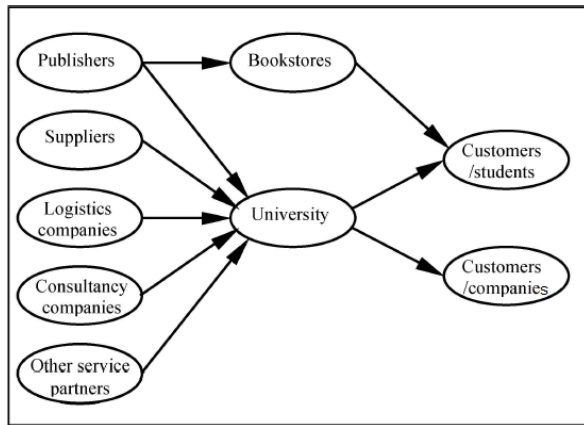 Publishers
Bookstores
Suppliers
Customers
/students
Logistics
companies
University
Customers
/companies
Consultancy
companies
Other service
partners